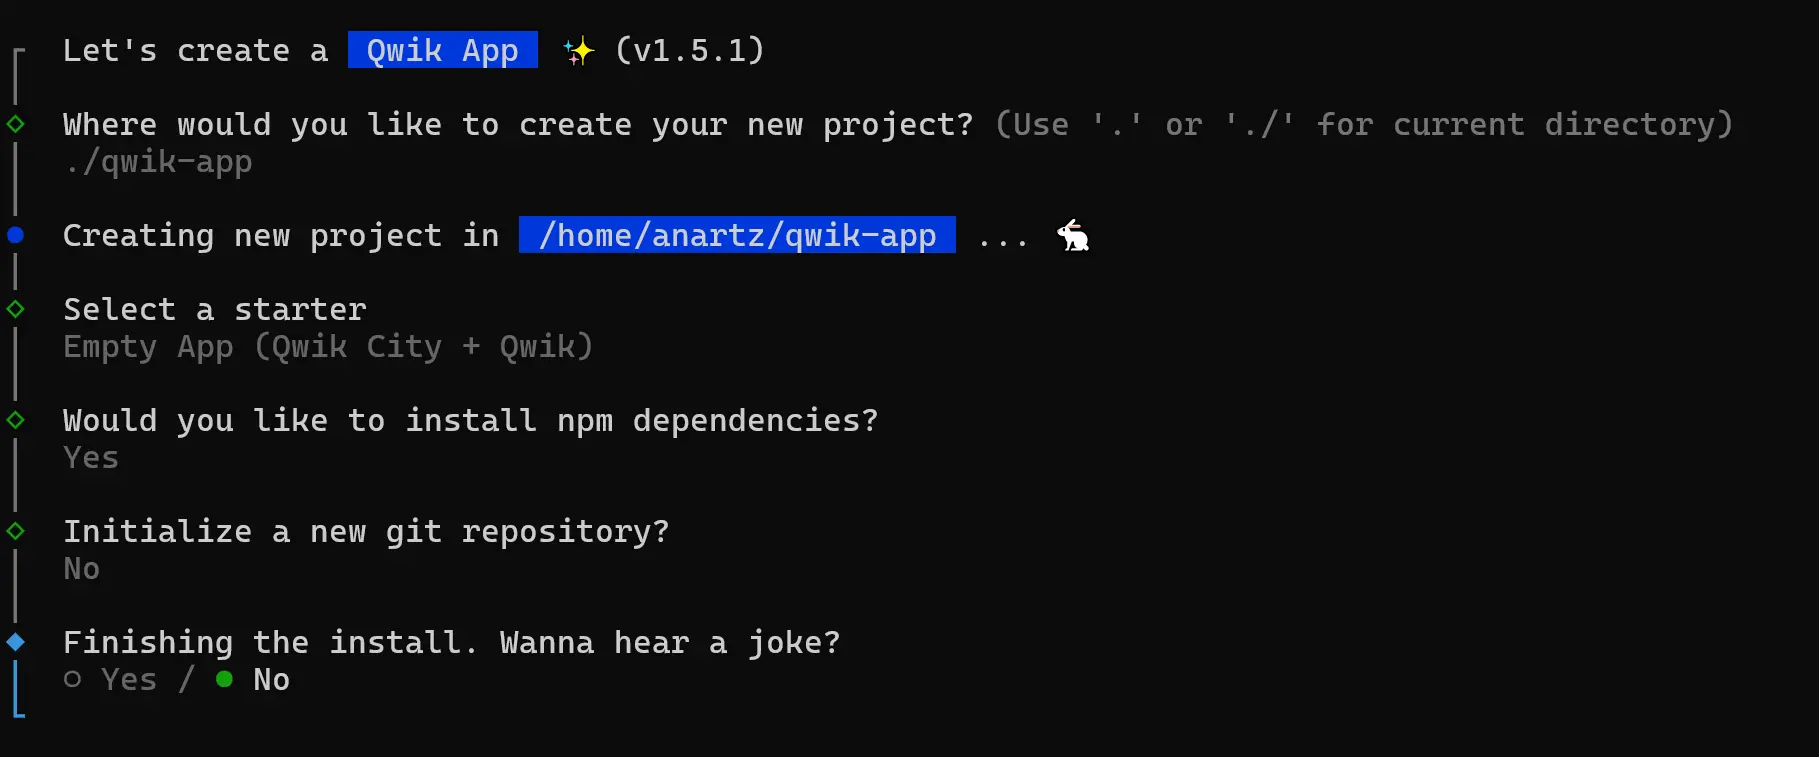 Let's create a Qwik App ✨ (v1.5.1)
Where would you like to create your new project? (Use '.' or './' for current directory)
./qwik-app
Creating new project in /home/anartz/qwik-app ... 🐇
Select a starter
Empty App (Qwik City + Qwik)
Would you like to install npm dependencies?
Yes
Initialize a new git repository?
No
Finishing the install. Wanna hear a joke?
○ Yes / ● No